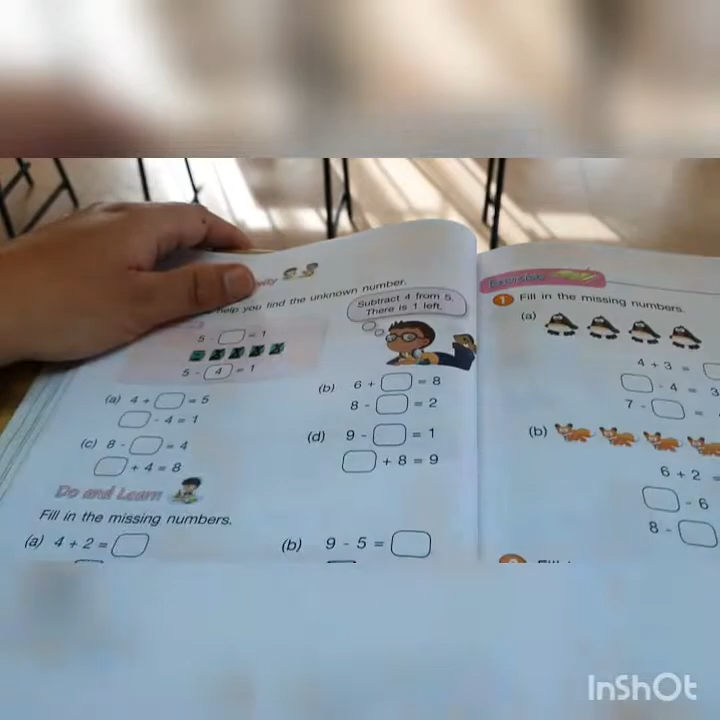 help you find the unknown number.
Subtract 4 from 5.
There is 1 left.
5 - = 1
5 - 4 = 1
(a) 4 + = 5
- 4 = 1
(b) 6 + = 8
8 - = 2
(c) 8 - = 4
+ 4 = 8
(d) 9 - = 1
+ 8 = 9
Do and Learn
Fill in the missing numbers.
(a) 4 + 2 =
(b) 9 - 5 =
Exercise
1 Fill in the missing numbers.
(a)
4 + 3 =
- 4 = 3
7 - =
(b)
6 + 2 =
- 6
8 -
InShOt